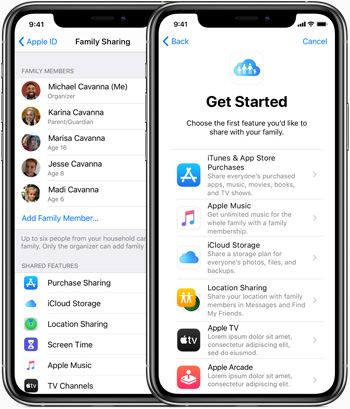 9:41
Apple ID
Family Sharing
FAMILY MEMBERS
Michael Cavanna (Me)
Organizer
Karina Cavanna
Parent/Guardian
Marisa Cavanna
Age 16
Jesse Cavanna
Age 8
Madi Cavanna
Age 6
Add Family Member...
Up to six people from your household can
family. Only the organizer can add family
SHARED FEATURES
Purchase Sharing
iCloud Storage
Location Sharing
Screen Time
Apple Music
tv
TV Channels
9:41
Back
Cancel
Get Started
Choose the first feature you'd like to
share with your family.
iTunes & App Store
Purchases
Share everyone's purchased
apps, music, movies, books,
and TV shows.
Apple Music
Get unlimited music for the
whole family with a family
membership.
iCloud Storage
Share a storage plan for
everyone's photos, files, and
backups.
Location Sharing
Share your location with family
members in Messages and Find
My Friends.
tv
Apple TV
Lorem ipsum dolor sit amet,
consectetur adipiscing elit,
sed do eiusmod.
Apple Arcade
Lorem ipsum dolor sit amet,
consectetur adipiscing elit,